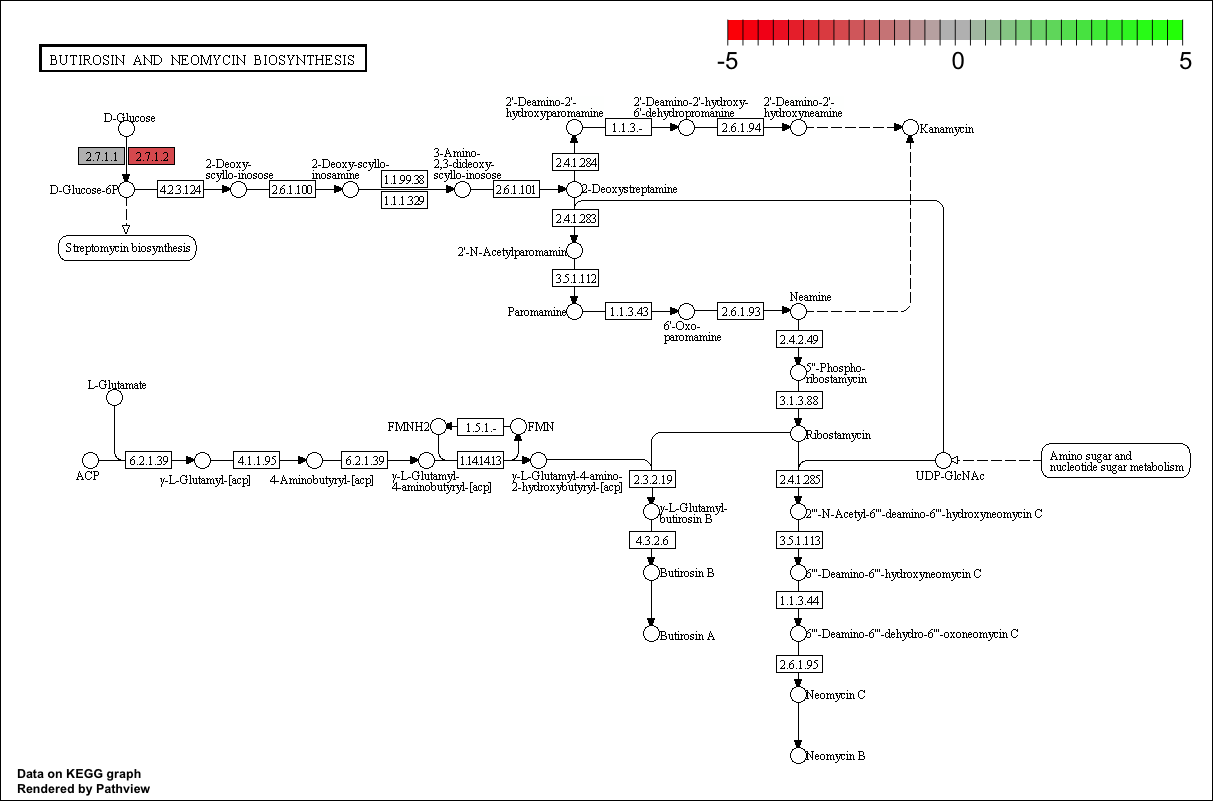 -5 0 5
BUTIROSIN AND NEOMYCIN BIOSYNTHESIS
D-Glucose
2.7.1.1
2.7.1.2
D-Glucose-6P
Streptomycin biosynthesis
4.2.3.124
2-Deoxy-
scyllo-inosose
2.6.1.100
2-Deoxy-scyllo-
inosamine
1.1.99.38
1.1.1.329
3-Amino-
2,3-dideoxy-
scyllo-inosose
2.6.1.101
2-Deoxystreptamine
2.4.1.284
2'-Deamino-2'-
hydroxyparomamine
1.1.3.-
2'-Deamino-2'-hydroxy-
6'-dehydropromamine
2.6.1.94
2'-Deamino-2'-
hydroxyneamine
Kanamycin
2.4.1.283
2'-N-Acetylparomamin
3.5.1.112
Paromamine
1.1.3.43
6'-Oxo-
paromamine
2.6.1.93
Neamine
2.4.2.49
5''-Phospho-
ribostamycin
3.1.3.88
Ribostamycin
L-Glutamate
ACP
6.2.1.39
γ-L-Glutamyl-[acp]
4.1.1.95
4-Aminobutyryl-[acp]
6.2.1.39
γ-L-Glutamyl-
4-aminobutyryl-[acp]
FMNH2
1.5.1.-
FMN
1.14.14.13
γ-L-Glutamyl-4-amino-
2-hydroxybutyryl-[acp]
2.3.2.19
γ-L-Glutamyl-
butirosin B
4.3.2.6
Butirosin B
Butirosin A
2.4.1.285
UDP-GlcNAc
Amino sugar and
nucleotide sugar metabolism
2'''-N-Acetyl-6'''-deamino-6'''-hydroxyneomycin C
3.5.1.113
6'''-Deamino-6'''-hydroxyneomycin C
1.1.3.44
6'''-Deamino-6'''-dehydro-6'''-oxoneomycin C
2.6.1.95
Neomycin C
Neomycin B
Data on KEGG graph
Rendered by Pathview